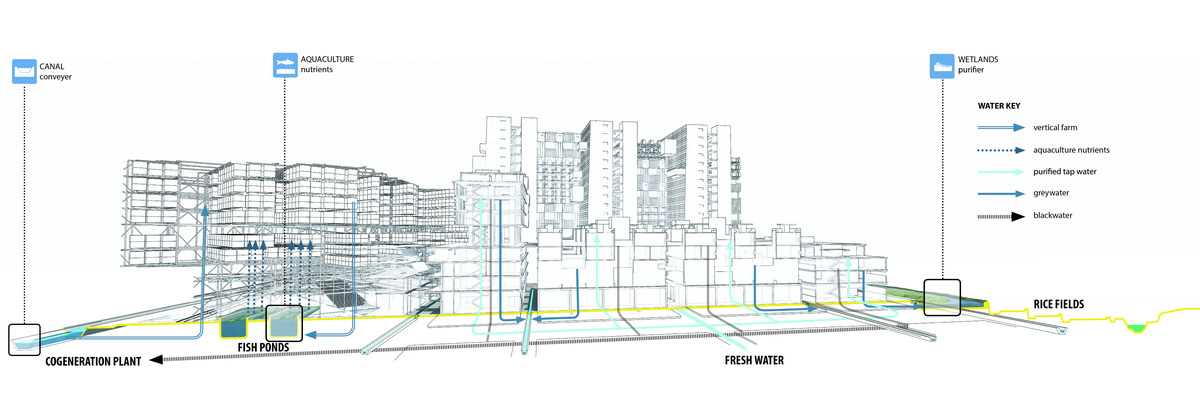 CANAL
conveyer
AQUACULTURE
nutrients
WETLANDS
purifier
WATER KEY
vertical farm
aquaculture nutrients
purified tap water
greywater
blackwater
RICE FIELDS
FISH PONDS
COGENERATION PLANT
FRESH WATER